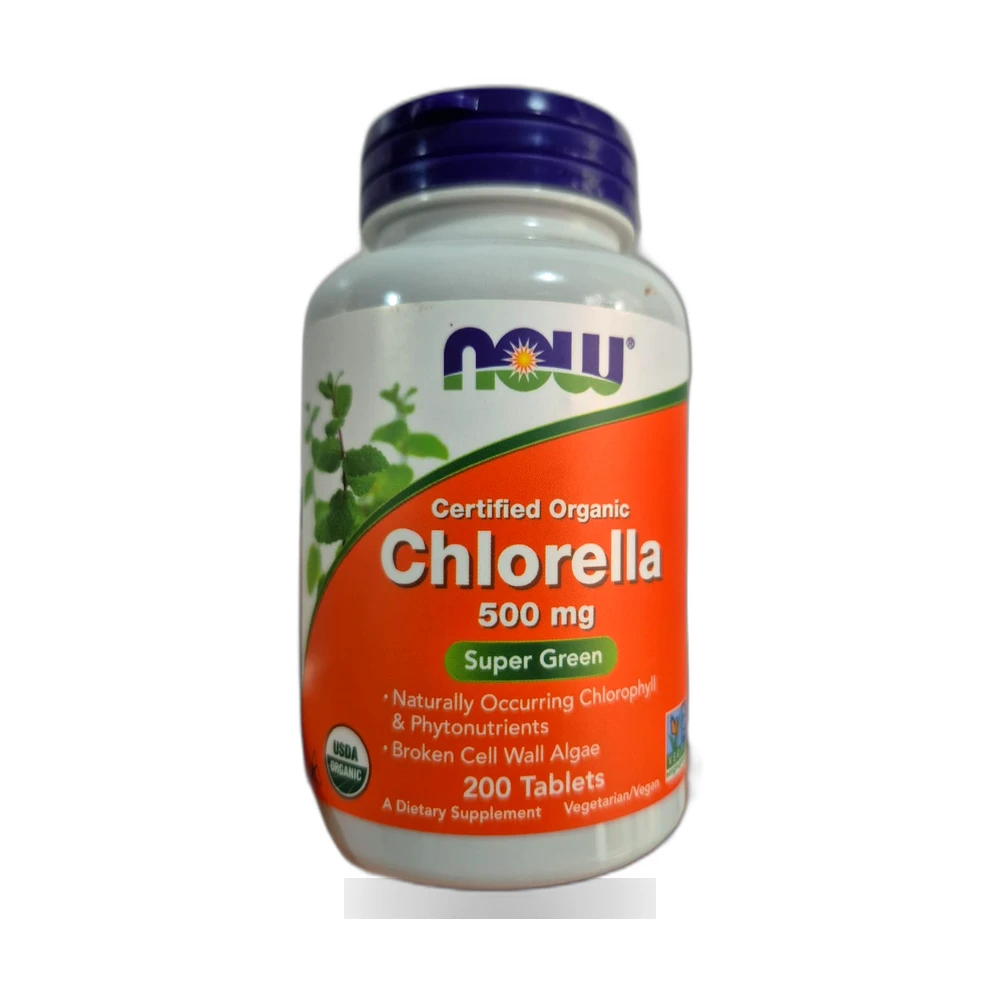 NOW®
Certified Organic
Chlorella
500 mg
Super Green
• Naturally Occurring Chlorophyll
& Phytonutrients
• Broken Cell Wall Algae
USDA
ORGANIC
200 Tablets
A Dietary Supplement Vegetarian/Vegan